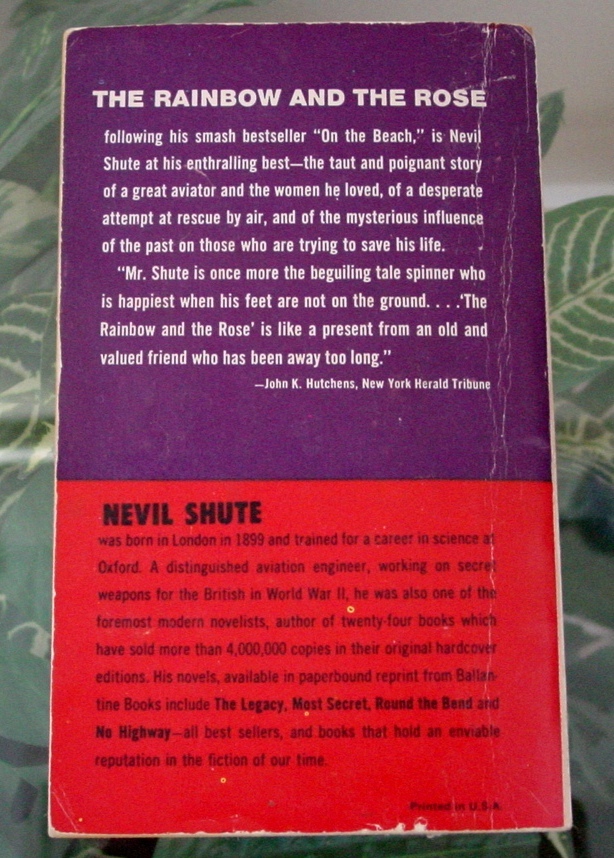 THE RAINBOW AND THE ROSE
following his smash bestseller “On the Beach,” is Nevil
Shute at his enthralling best—the taut and poignant story
of a great aviator and the women he loved, of a desperate
attempt at rescue by air, and of the mysterious influence
of the past on those who are trying to save his life.
“Mr. Shute is once more the beguiling tale spinner who
is happiest when his feet are not on the ground. . . .‘The
Rainbow and the Rose’ is like a present from an old and
valued friend who has been away too long.”
—John K. Hutchens, New York Herald Tribune
NEVIL SHUTE
was born in London in 1899 and trained for a career in science at
Oxford. A distinguished aviation engineer, working on secret
weapons for the British in World War II, he was also one of the
foremost modern novelists, author of twenty-four books which
have sold more than 4,000,000 copies in their original hardcover
editions. His novels, available in paperbound reprint from Ballan-
tine Books include The Legacy, Most Secret, Round the Bend and
No Highway—all best sellers, and books that hold an enviable
reputation in the fiction of our time.
Printed in U.S.A.